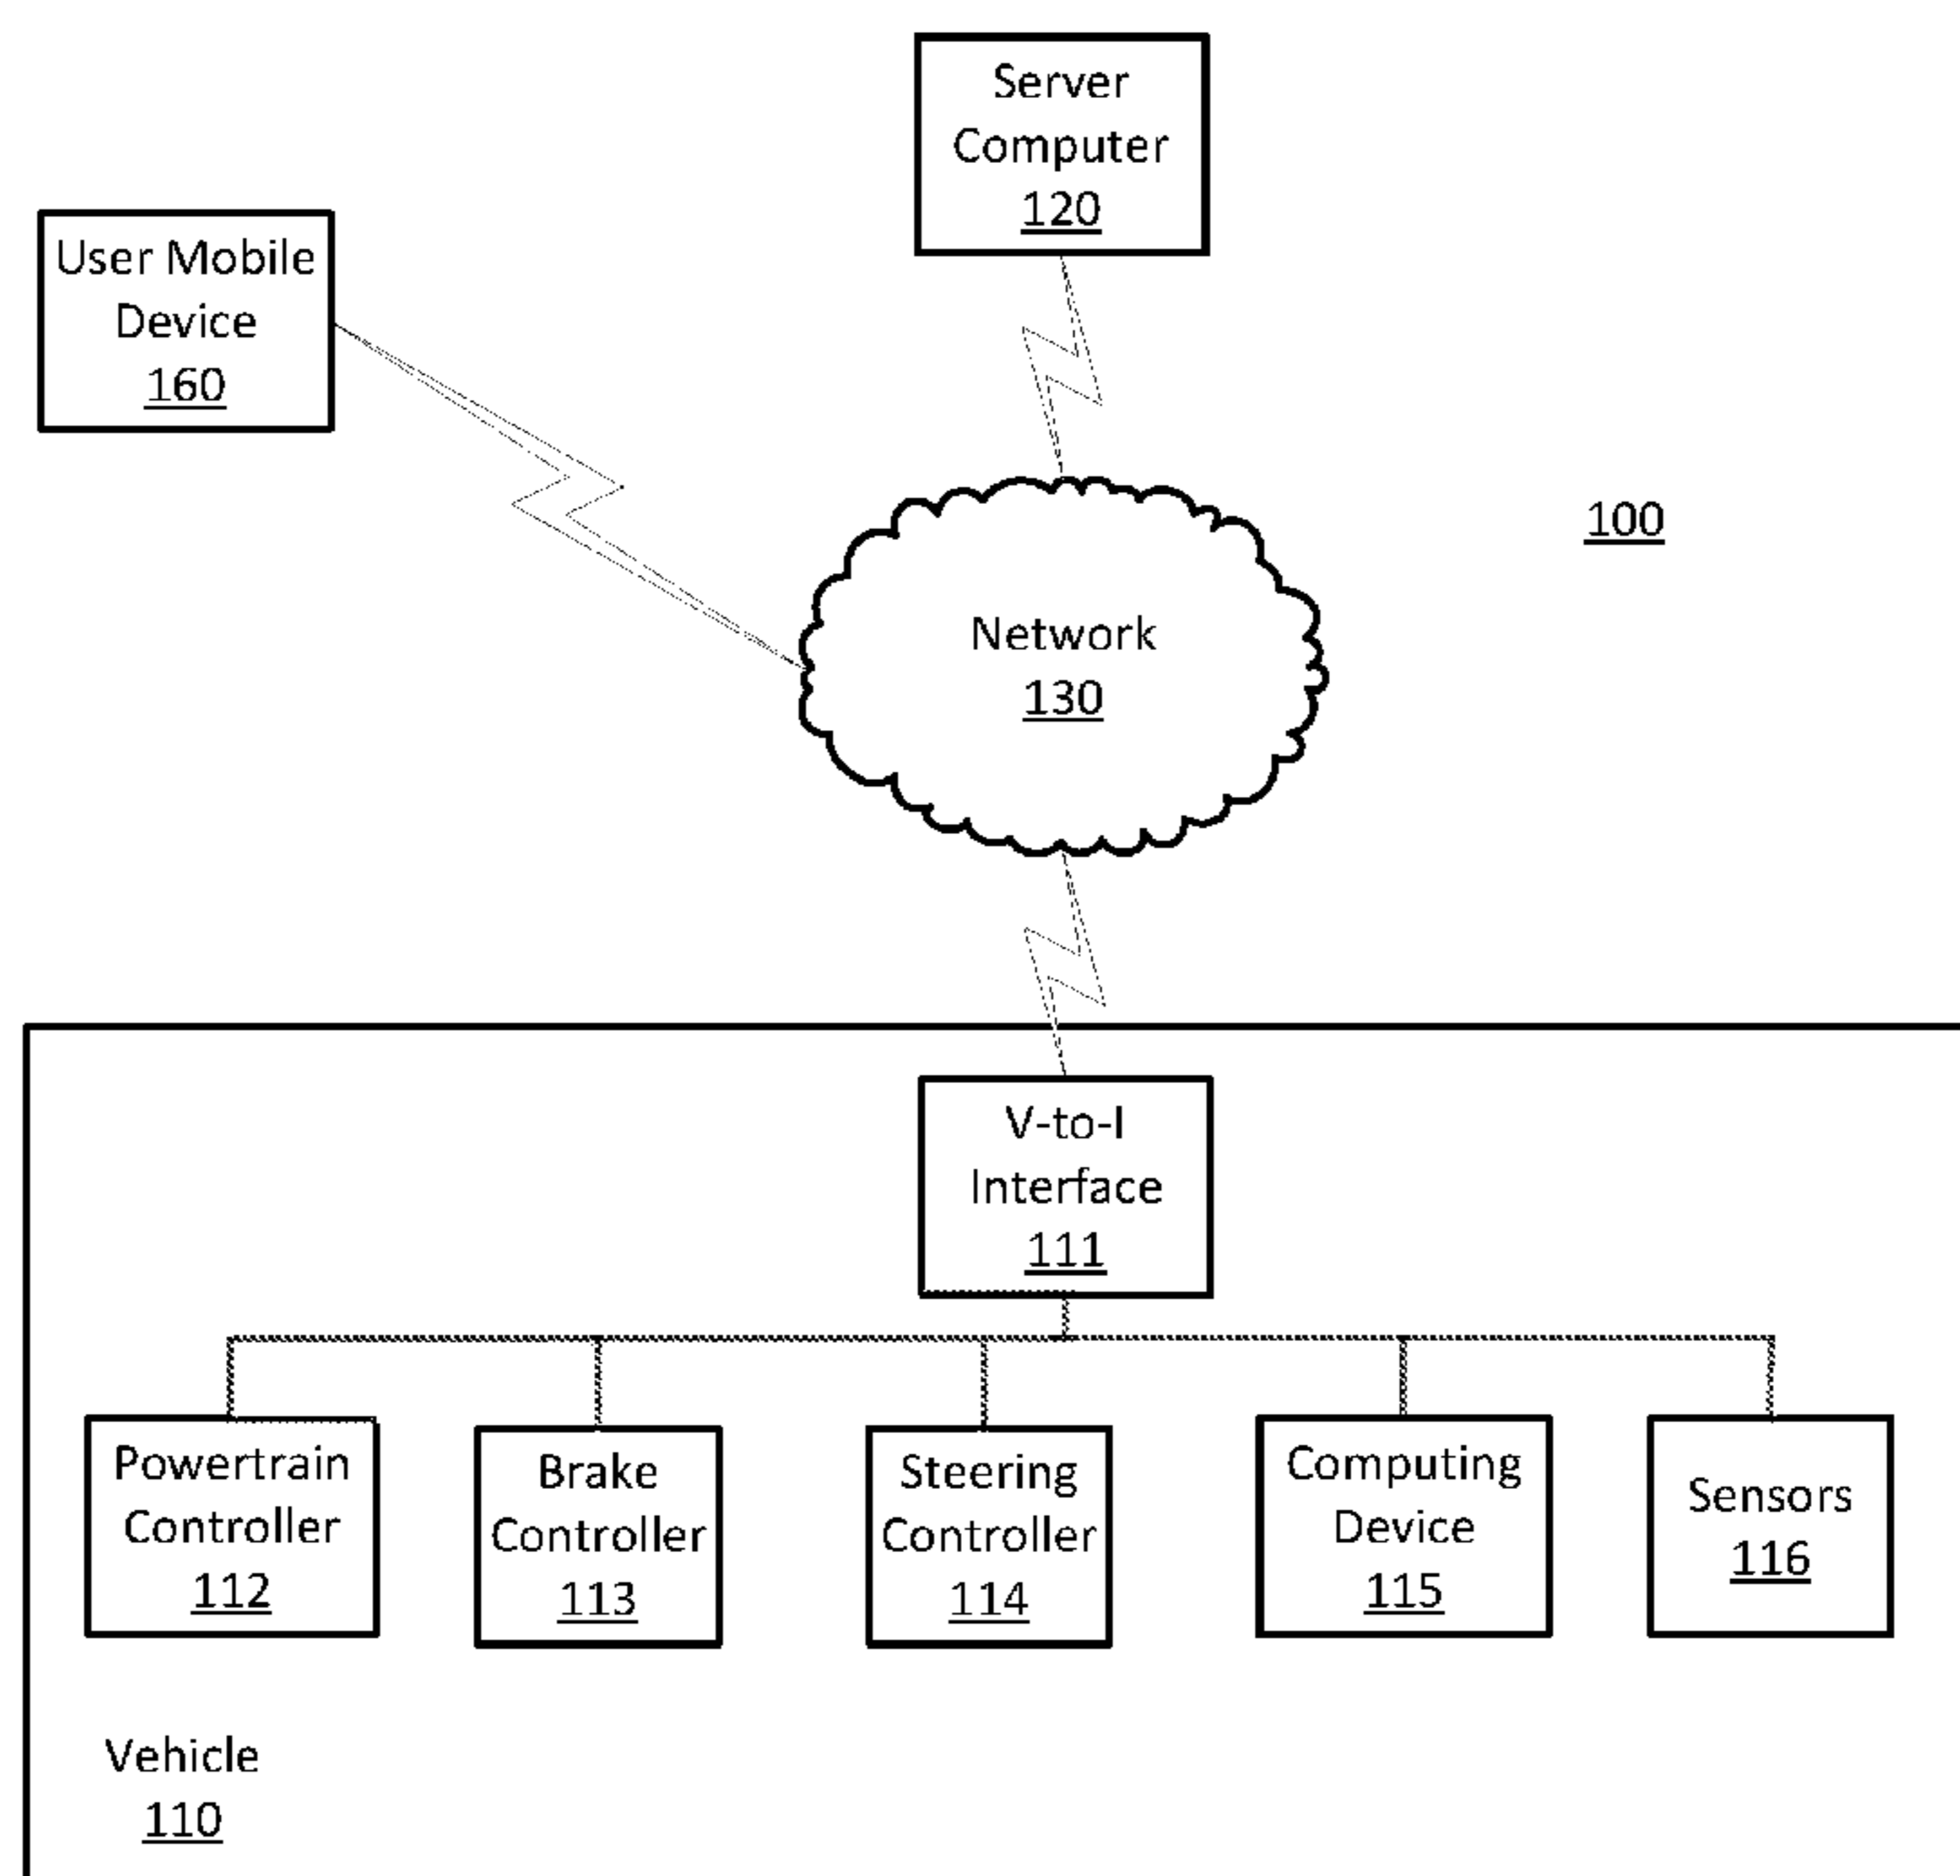 Server
Computer
120
User Mobile
Device
160
100
Network
130
V-to-I
Interface
111
Powertrain
Controller
112
Brake
Controller
113
Steering
Controller
114
Computing
Device
115
Sensors
116
Vehicle
110